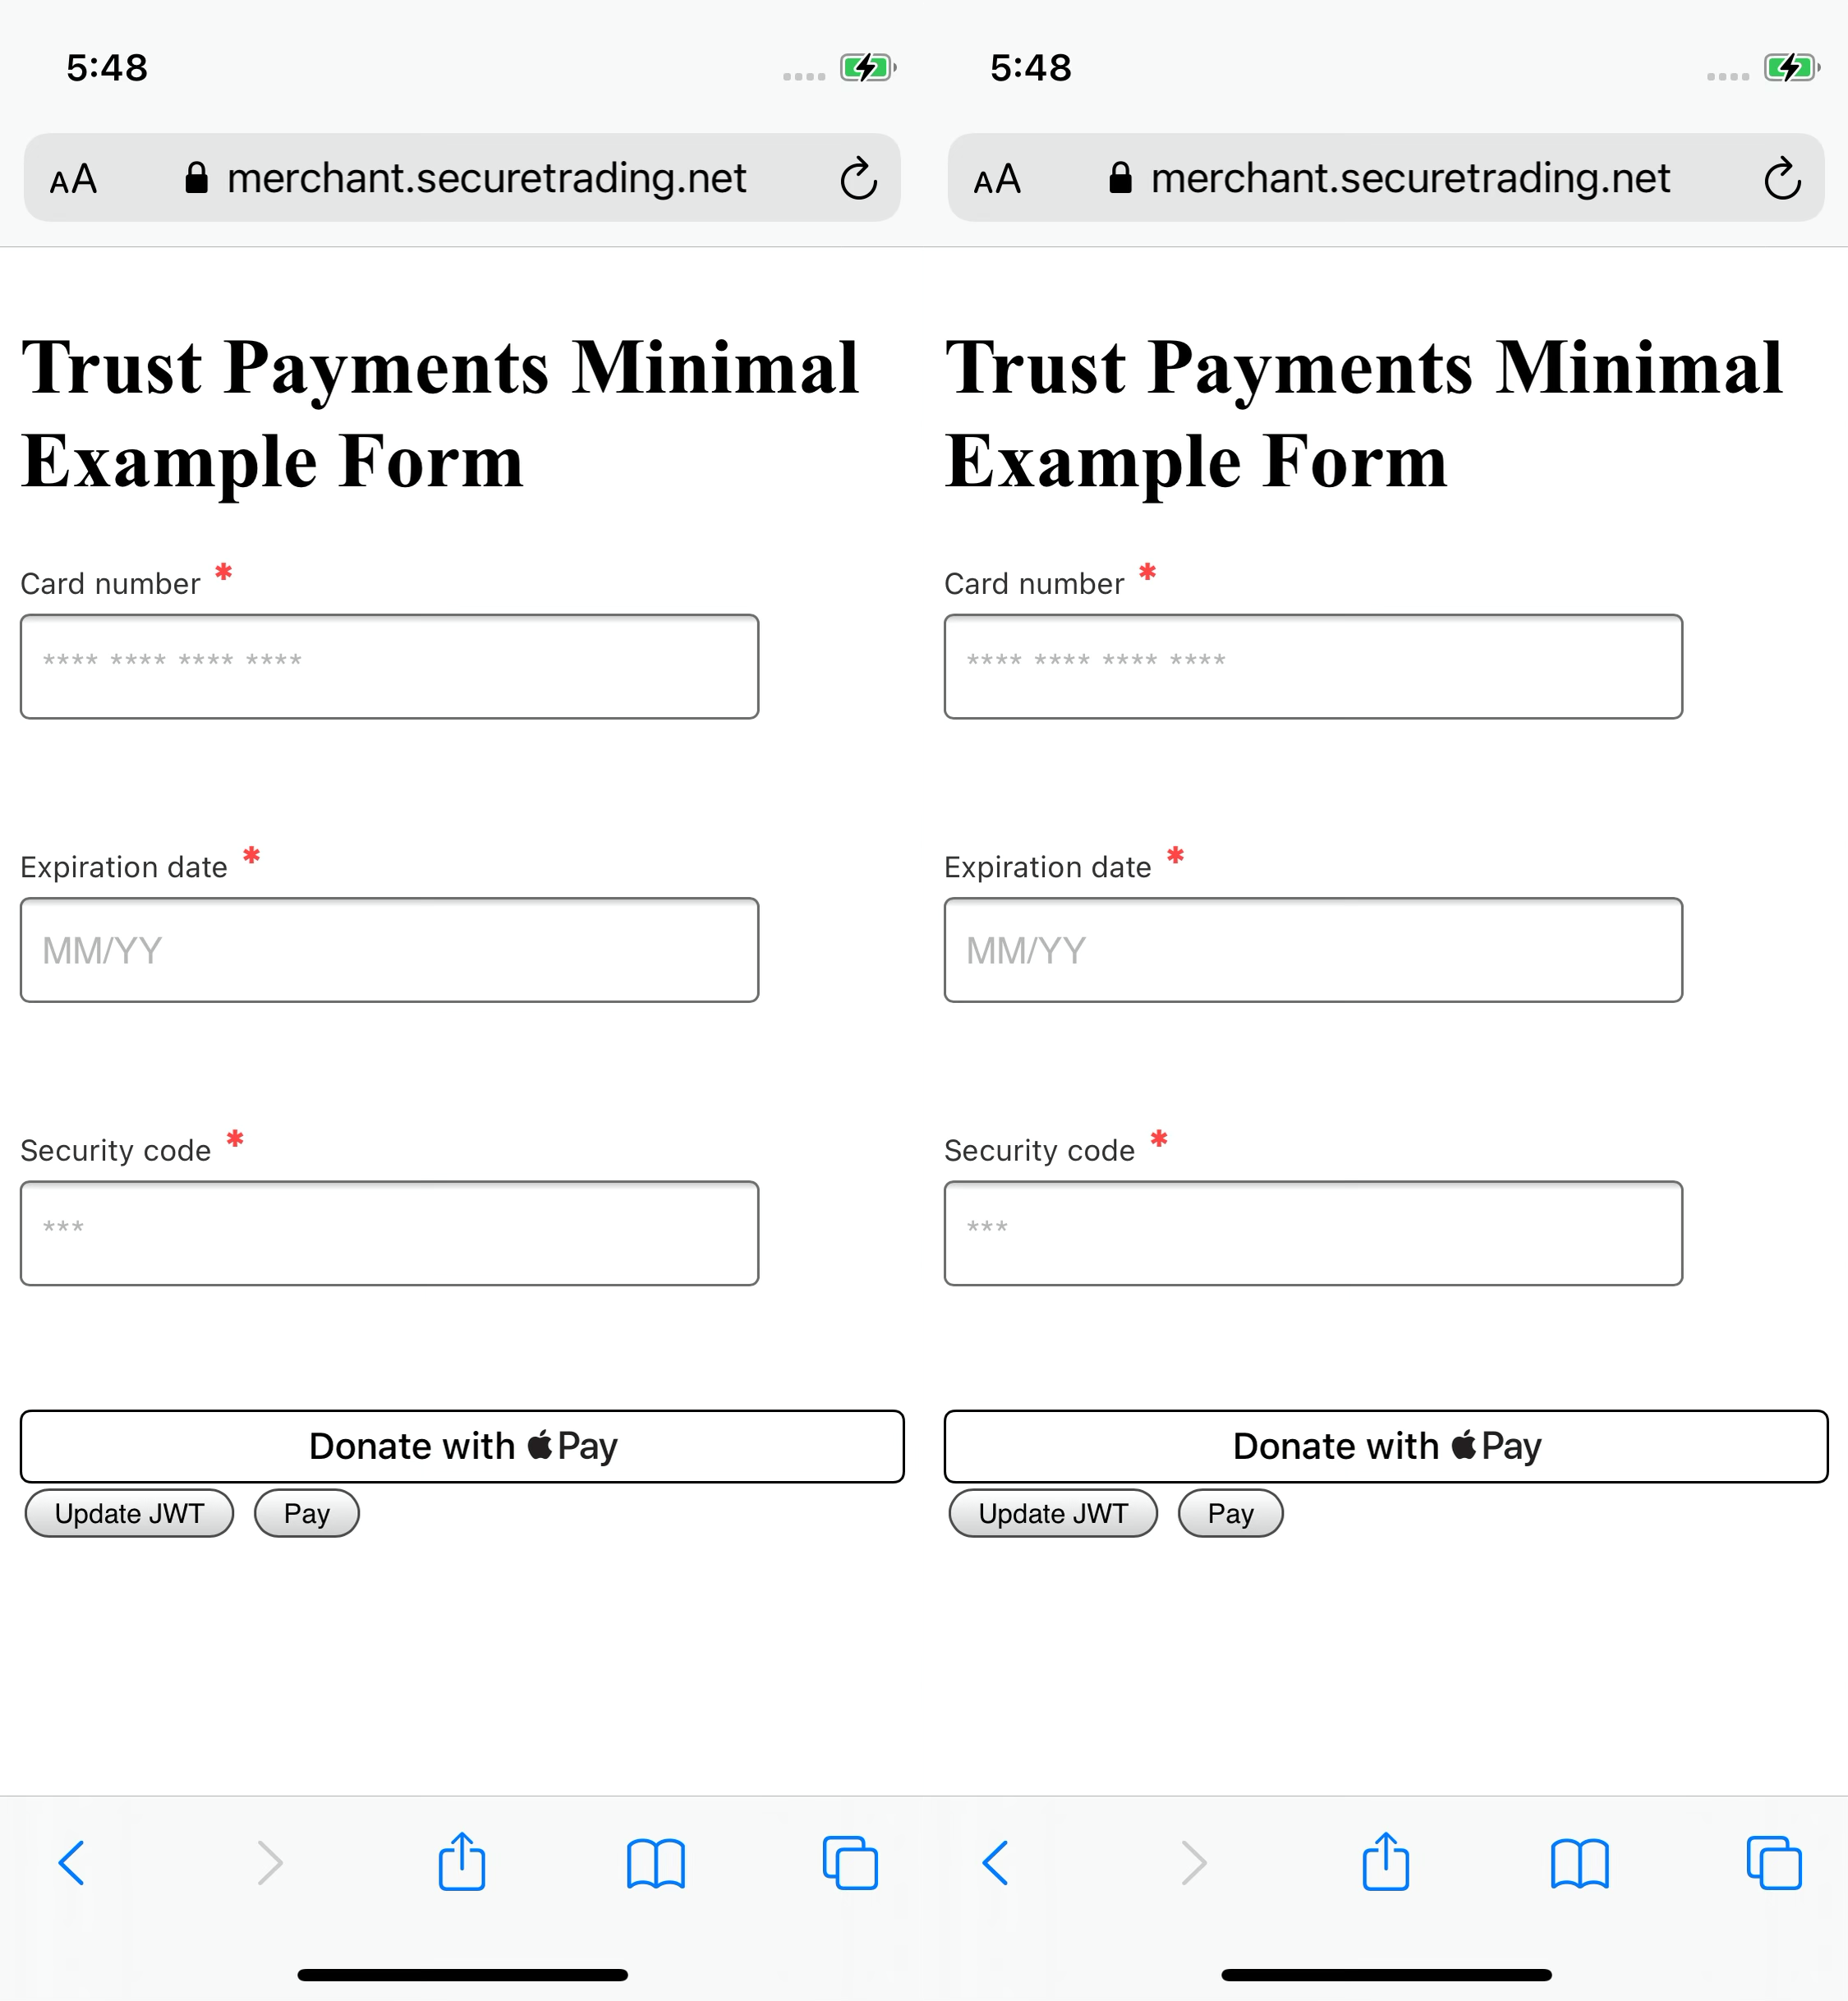 5:48
AA merchant.securetrading.net
Trust Payments Minimal
Example Form
Card number *
**** **** **** ****
Expiration date *
MM/YY
Security code *
***
Donate with Pay
Update JWT Pay
5:48
AA merchant.securetrading.net
Trust Payments Minimal
Example Form
Card number *
**** **** **** ****
Expiration date *
MM/YY
Security code *
***
Donate with Pay
Update JWT Pay